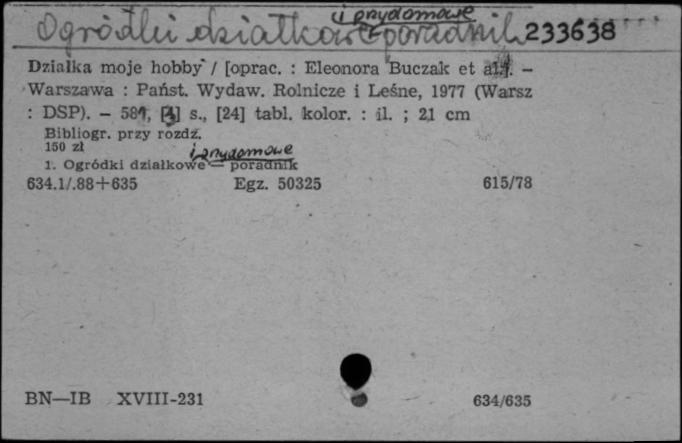 i przydomowe
Ogródki działkowe - poradnik 233638
Działka moje hobby / [oprac. : Eleonora Buczak et al.]. –
Warszawa : Państ. Wydaw. Rolnicze i Leśne, 1977 (Warsz
: DSP). – 581, s., [24] tabl. kolor. : il. ; 21 cm
Bibliogr. przy rozdz.
150 zł
i przydomowe
1. Ogródki działkowe — poradnik
634.1/.88+635 Egz. 50325 615/78
BN—IB XVIII-231 634/635